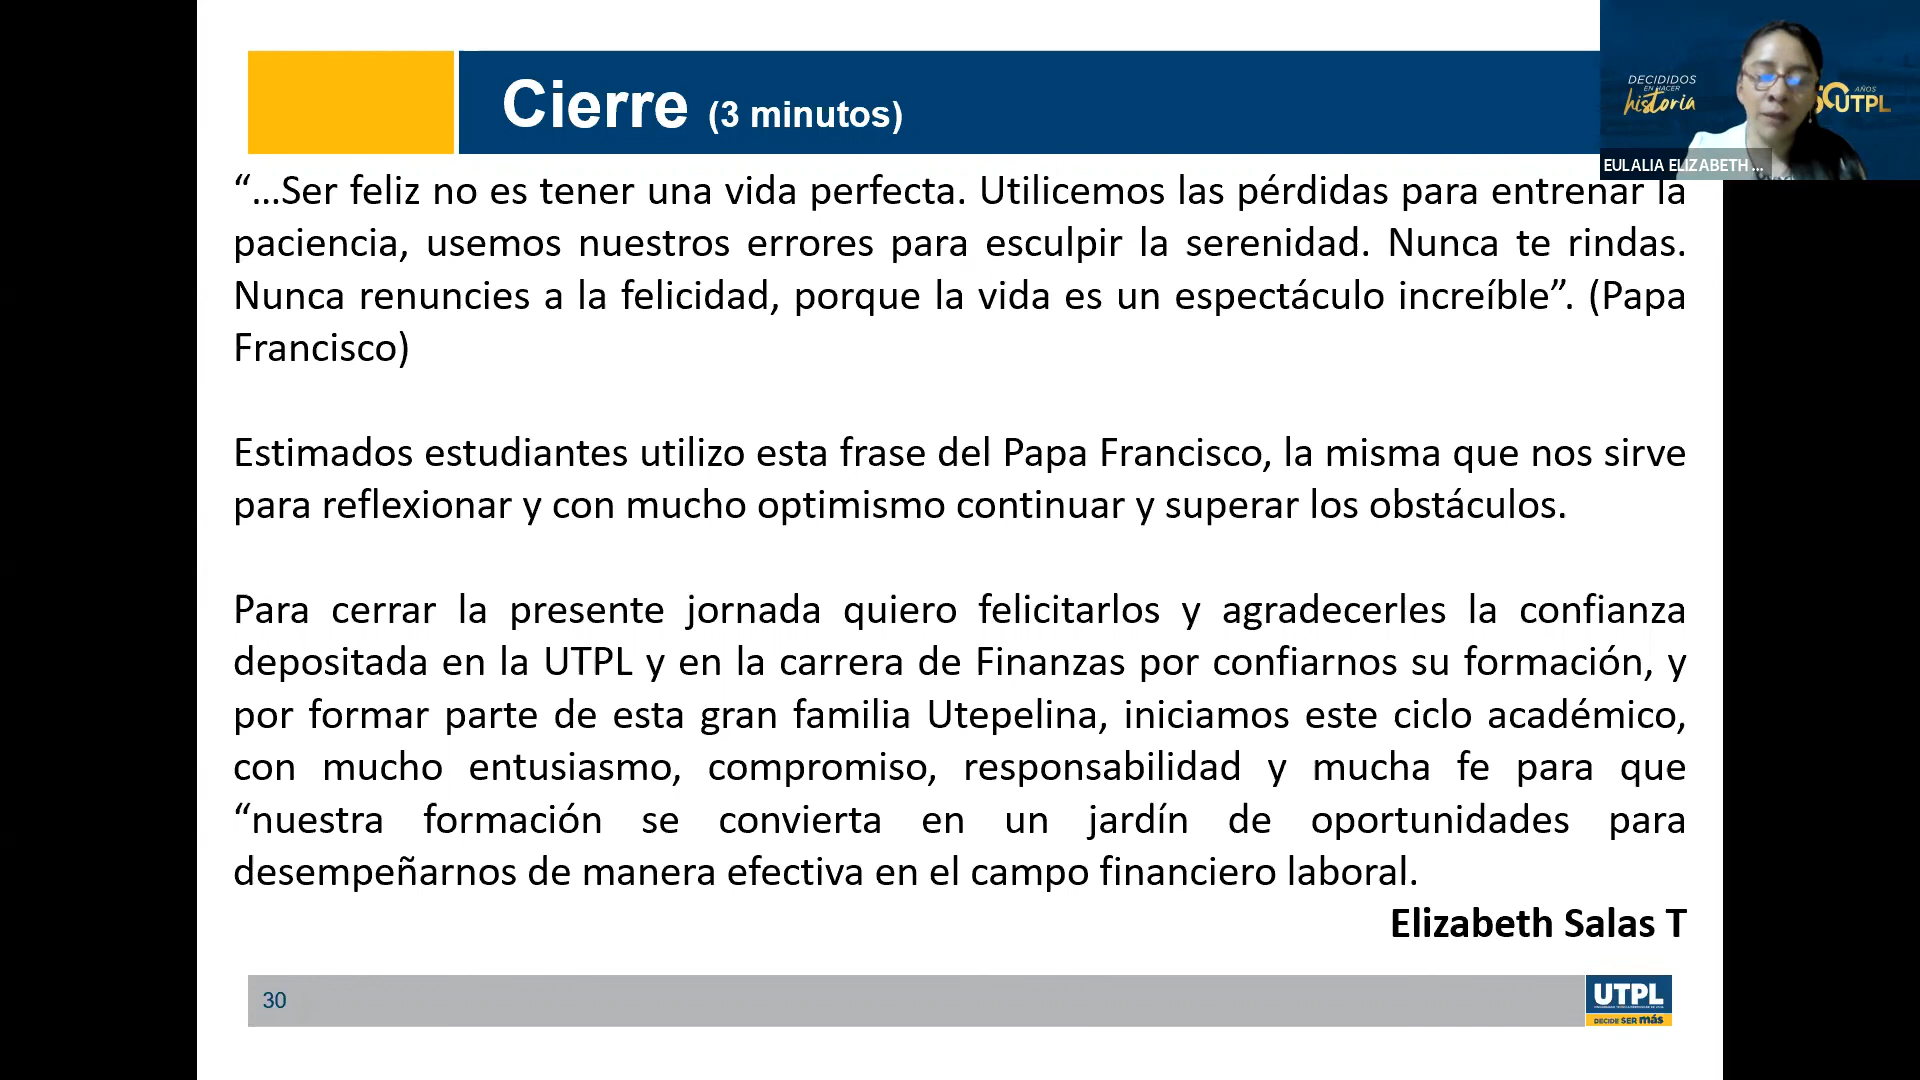 Cierre (3 minutos)
DECIDIDOS
EN HACER
historia
AÑOS
UTPL
EULALIA ELIZABETH ...
“...Ser feliz no es tener una vida perfecta. Utilicemos las pérdidas para entrenar la
paciencia, usemos nuestros errores para esculpir la serenidad. Nunca te rindas.
Nunca renuncies a la felicidad, porque la vida es un espectáculo increíble”. (Papa
Francisco)
Estimados estudiantes utilizo esta frase del Papa Francisco, la misma que nos sirve
para reflexionar y con mucho optimismo continuar y superar los obstáculos.
Para cerrar la presente jornada quiero felicitarlos y agradecerles la confianza
depositada en la UTPL y en la carrera de Finanzas por confiarnos su formación, y
por formar parte de esta gran familia Utepelina, iniciamos este ciclo académico,
con mucho entusiasmo, compromiso, responsabilidad y mucha fe para que
“nuestra formación se convierta en un jardín de oportunidades para
desempeñarnos de manera efectiva en el campo financiero laboral.
Elizabeth Salas T
30
UTPL
DECIDE SER más